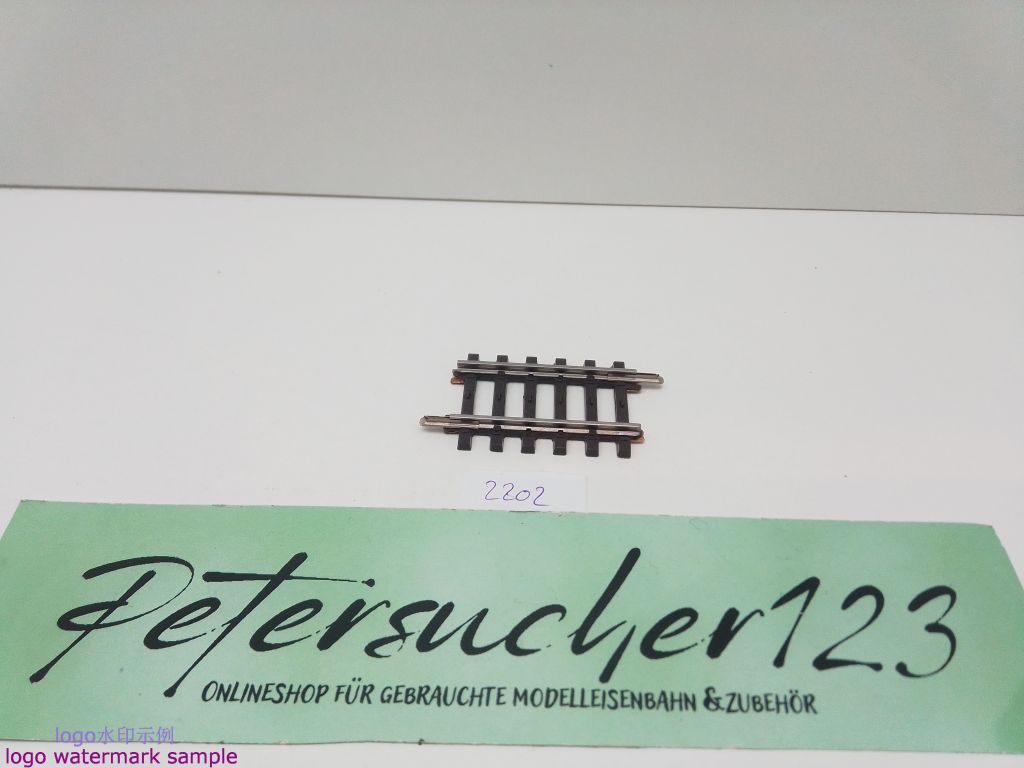 2202
Petersucher123
ONLINESHOP FÜR GEBRAUCHTE MODELLEISENBAHN & ZUBEHÖR
logo水印示例
logo watermark sample